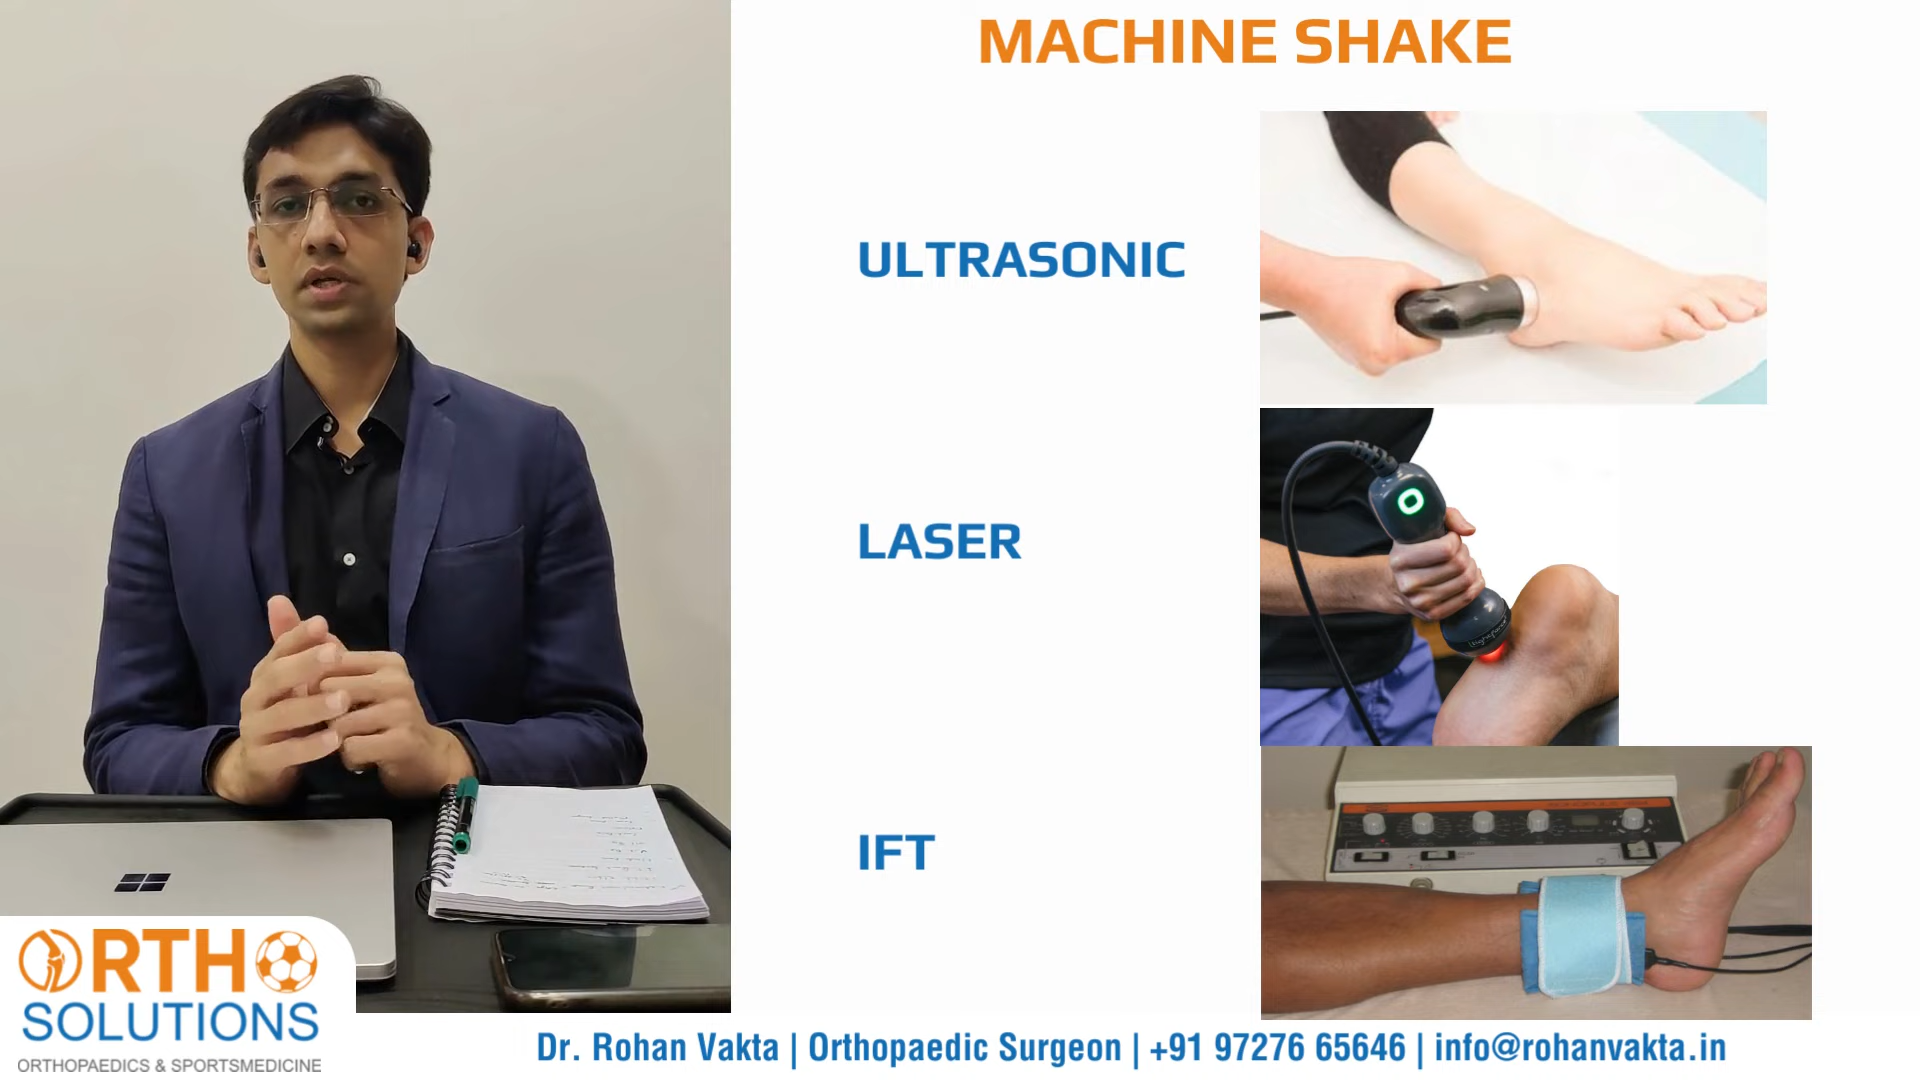 MACHINE SHAKE
ULTRASONIC
LASER
IFT
ORTHO
SOLUTIONS
ORTHOPAEDICS & SPORTSMEDICINE
Dr. Rohan Vakta | Orthopaedic Surgeon | +91 97276 65646 | info@rohanvakta.in